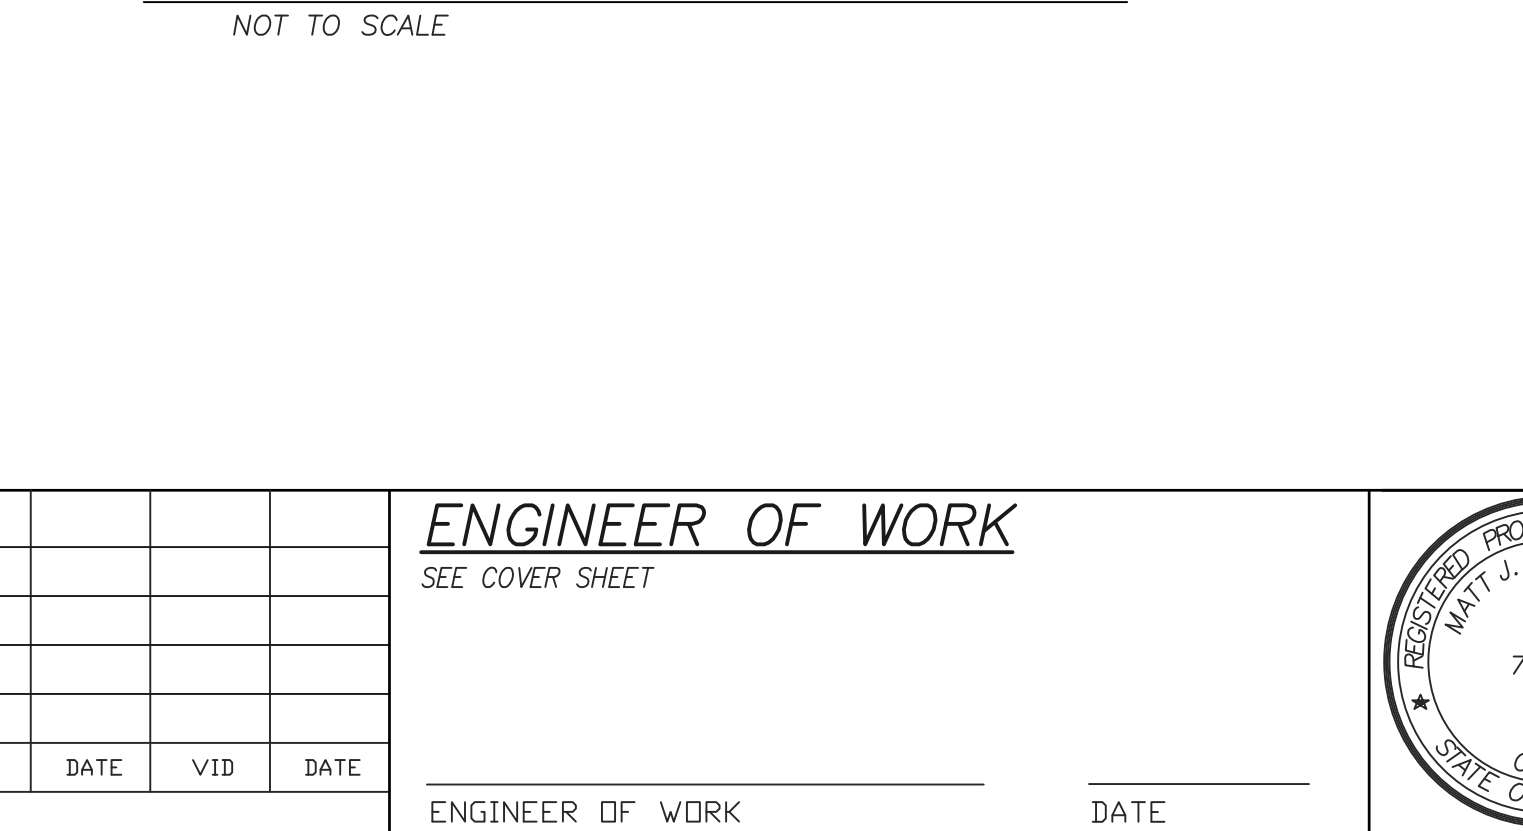 NOT TO SCALE
ENGINEER OF WORK
SEE COVER SHEET
DATE VID DATE
ENGINEER OF WORK DATE
REGISTERED
MATT J.
STATE